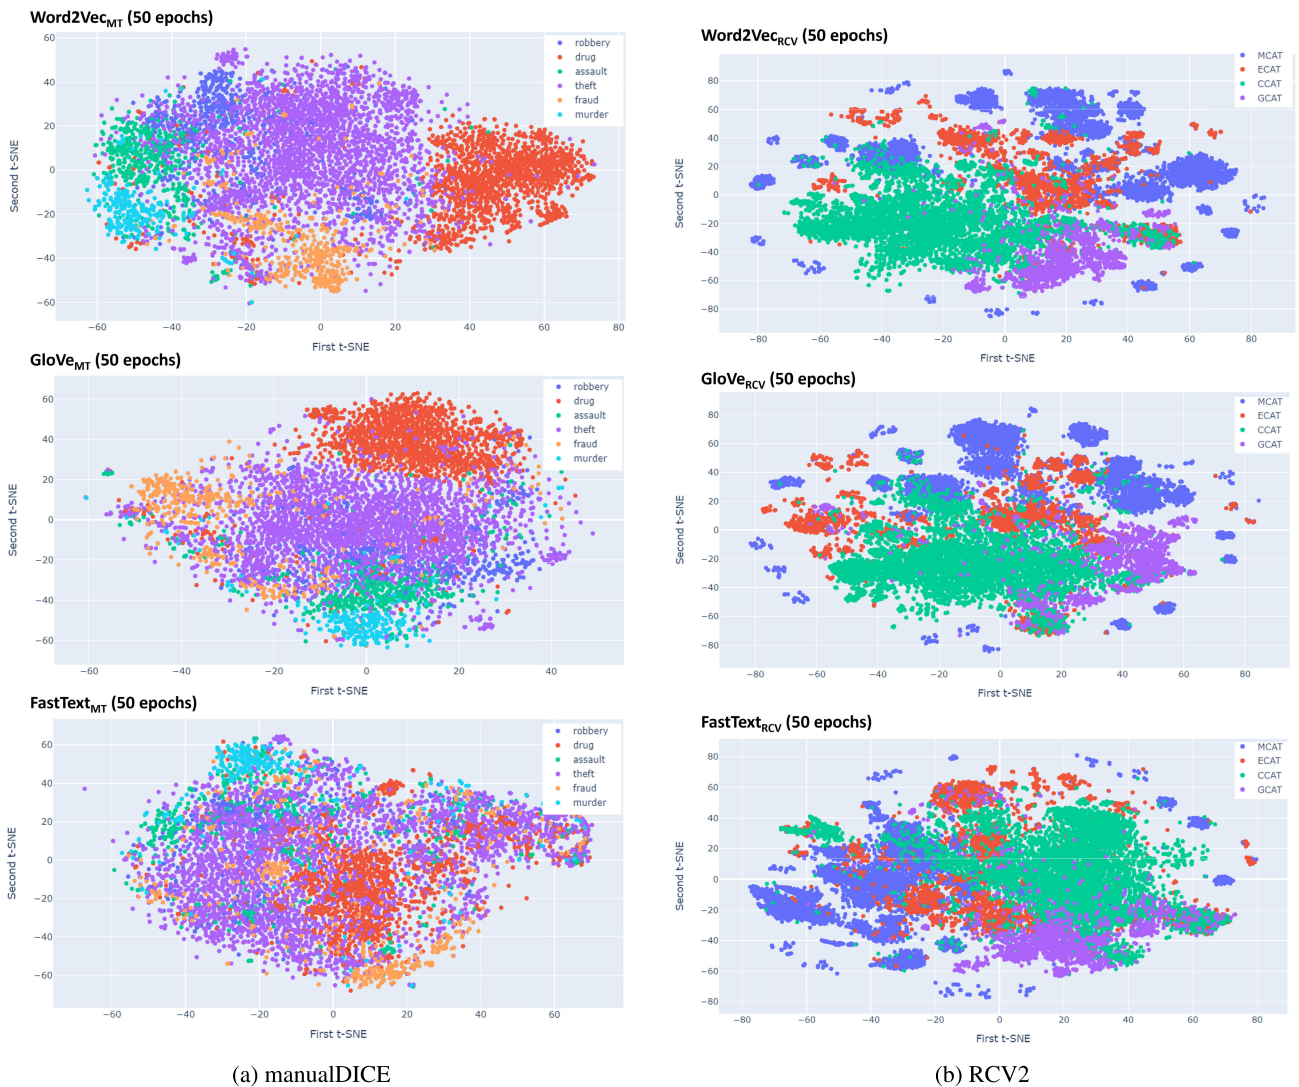 Word2Vec_MT (50 epochs)
60
40
20
0
−20
−40
−60
Second t-SNE
−60 −40 −20 0 20 40 60 80
First t-SNE
robbery
drug
assault
theft
fraud
murder
GloVe_MT (50 epochs)
60
40
20
0
−20
−40
−60
Second t-SNE
−60 −40 −20 0 20 40
First t-SNE
robbery
drug
assault
theft
fraud
murder
FastText_MT (50 epochs)
60
40
20
0
−20
−40
−60
Second t-SNE
−60 −40 −20 0 20 40 60
First t-SNE
robbery
drug
assault
theft
fraud
murder
(a) manualDICE
Word2Vec_RCV (50 epochs)
80
60
40
20
0
−20
−40
−60
−80
Second t-SNE
−80 −60 −40 −20 0 20 40 60 80
First t-SNE
MCAT
ECAT
CCAT
GCAT
GloVe_RCV (50 epochs)
80
60
40
20
0
−20
−40
−60
−80
Second t-SNE
−80 −60 −40 −20 0 20 40 60 80
First t-SNE
MCAT
ECAT
CCAT
GCAT
FastText_RCV (50 epochs)
80
60
40
20
0
−20
−40
−60
−80
Second t-SNE
−80 −60 −40 −20 0 20 40 60 80
First t-SNE
MCAT
ECAT
CCAT
GCAT
(b) RCV2